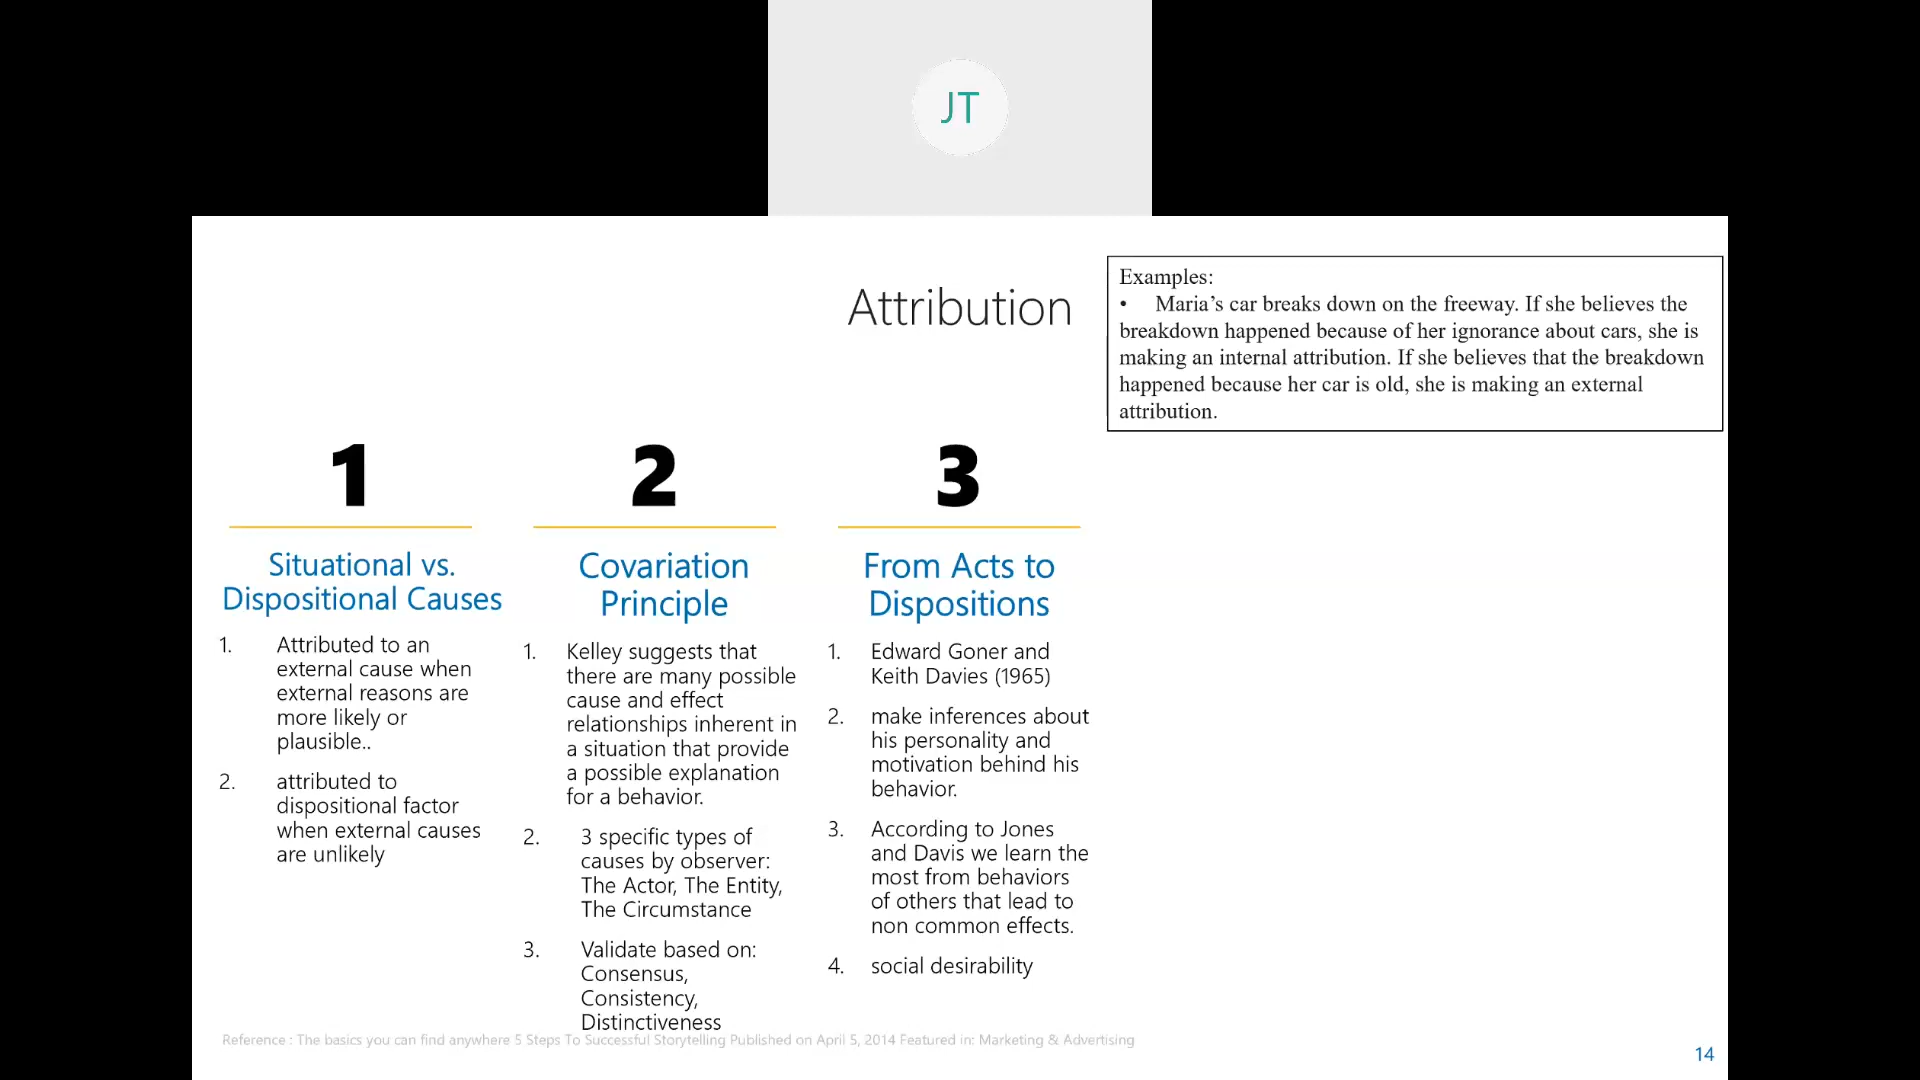 JT
Attribution
Examples:
• Maria’s car breaks down on the freeway. If she believes the
breakdown happened because of her ignorance about cars, she is
making an internal attribution. If she believes that the breakdown
happened because her car is old, she is making an external
attribution.
1
Situational vs.
Dispositional Causes
1. Attributed to an
external cause when
external reasons are
more likely or
plausible..
2. attributed to
dispositional factor
when external causes
are unlikely
2
Covariation
Principle
1. Kelley suggests that
there are many possible
cause and effect
relationships inherent in
a situation that provide
a possible explanation
for a behavior.
2. 3 specific types of
causes by observer:
The Actor, The Entity,
The Circumstance
3. Validate based on:
Consensus,
Consistency,
Distinctiveness
3
From Acts to
Dispositions
1. Edward Goner and
Keith Davies (1965)
2. make inferences about
his personality and
motivation behind his
behavior.
3. According to Jones
and Davis we learn the
most from behaviors
of others that lead to
non common effects.
4. social desirability
Reference : The basics you can find anywhere 5 Steps To Successful Storytelling Published on April 5, 2014 Featured in: Marketing & Advertising
14